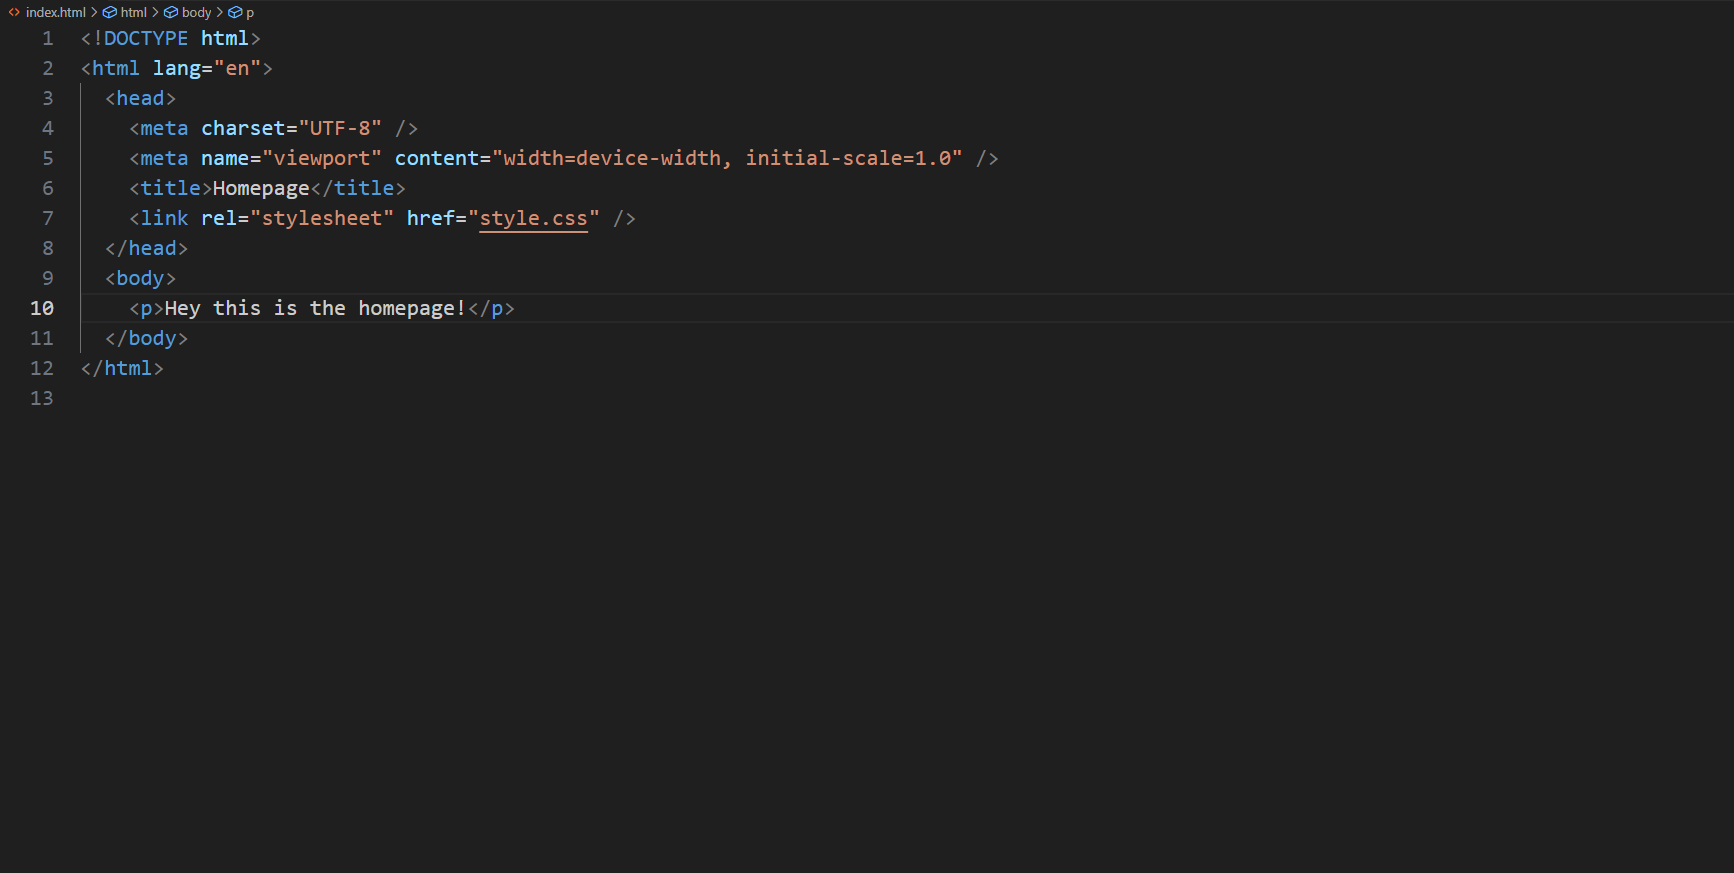 index.html > html > body > p
1 <!DOCTYPE html>
2 <html lang="en">
3   <head>
4     <meta charset="UTF-8" />
5     <meta name="viewport" content="width=device-width, initial-scale=1.0" />
6     <title>Homepage</title>
7     <link rel="stylesheet" href="style.css" />
8   </head>
9   <body>
10     <p>Hey this is the homepage!</p>
11   </body>
12 </html>
13